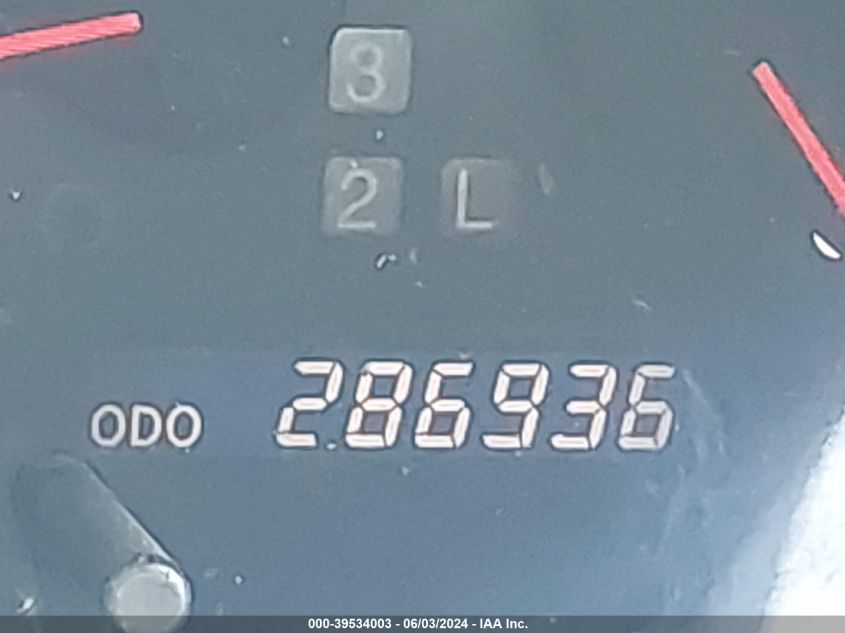 3
2 L
ODO 286936
000-39534003 - 06/03/2024 - IAA Inc.